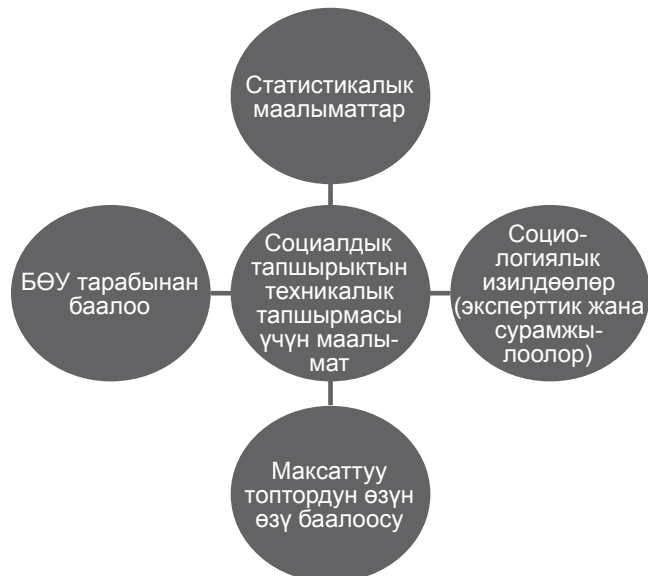 Статистикалык
маалыматтар
БӨУ тарабынан
баалоо
Социалдык
тапшырыктын
техникалык
тапшырмасы
үчүн маалы-
мат
Социо-
логиялык
изилдөөлөр
(эксперттик жана
сурамжы-
лоолор)
Максаттуу
топтордун өзүн
өзү баалоосу